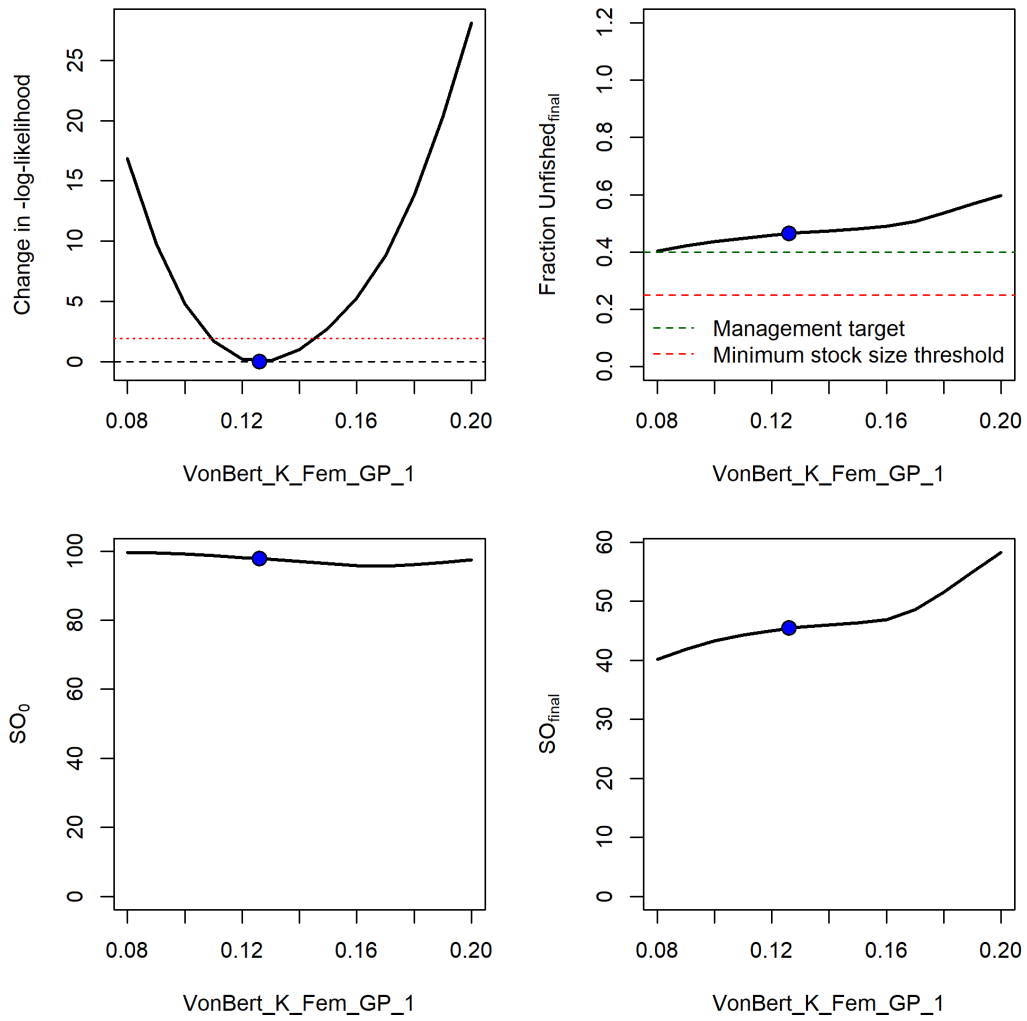 Change in -log-likelihood
25
20
15
10
5
0
0.08 0.12 0.16 0.20
VonBert_K_Fem_GP_1
Fraction Unfished_final
1.2
1.0
0.8
0.6
0.4
0.2
0.0
Management target
Minimum stock size threshold
0.08 0.12 0.16 0.20
VonBert_K_Fem_GP_1
SO_0
100
80
60
40
20
0
0.08 0.12 0.16 0.20
VonBert_K_Fem_GP_1
SO_final
60
50
40
30
20
10
0
0.08 0.12 0.16 0.20
VonBert_K_Fem_GP_1